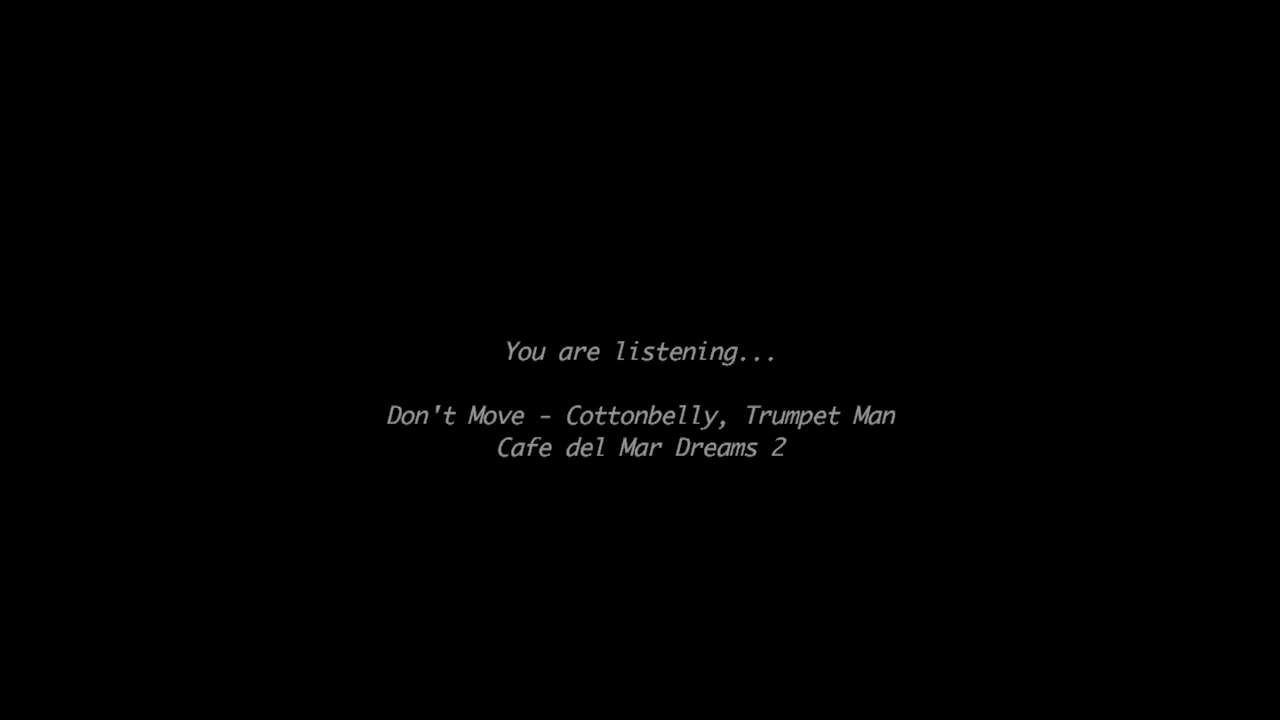 You are listening...
Don't Move - Cottonbelly, Trumpet Man
Cafe del Mar Dreams 2